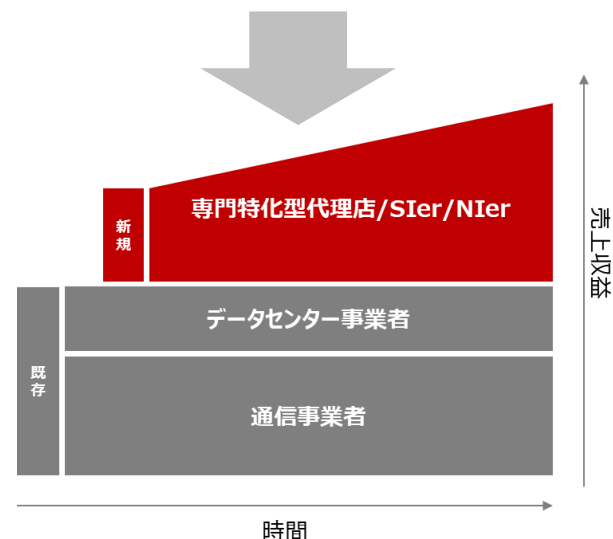 新規
専門特化型代理店/SIer/NIer
データセンター事業者
既存
通信事業者
売上収益
時間